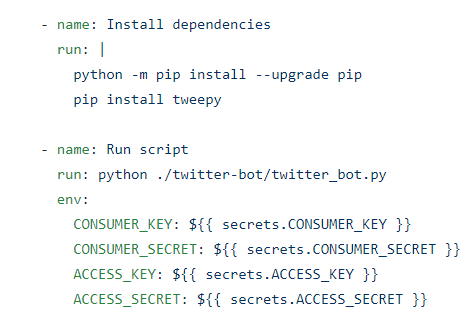 - name: Install dependencies
  run: |
    python -m pip install --upgrade pip
    pip install tweepy

- name: Run script
  run: python ./twitter-bot/twitter_bot.py
  env:
    CONSUMER_KEY: ${{ secrets.CONSUMER_KEY }}
    CONSUMER_SECRET: ${{ secrets.CONSUMER_SECRET }}
    ACCESS_KEY: ${{ secrets.ACCESS_KEY }}
    ACCESS_SECRET: ${{ secrets.ACCESS_SECRET }}